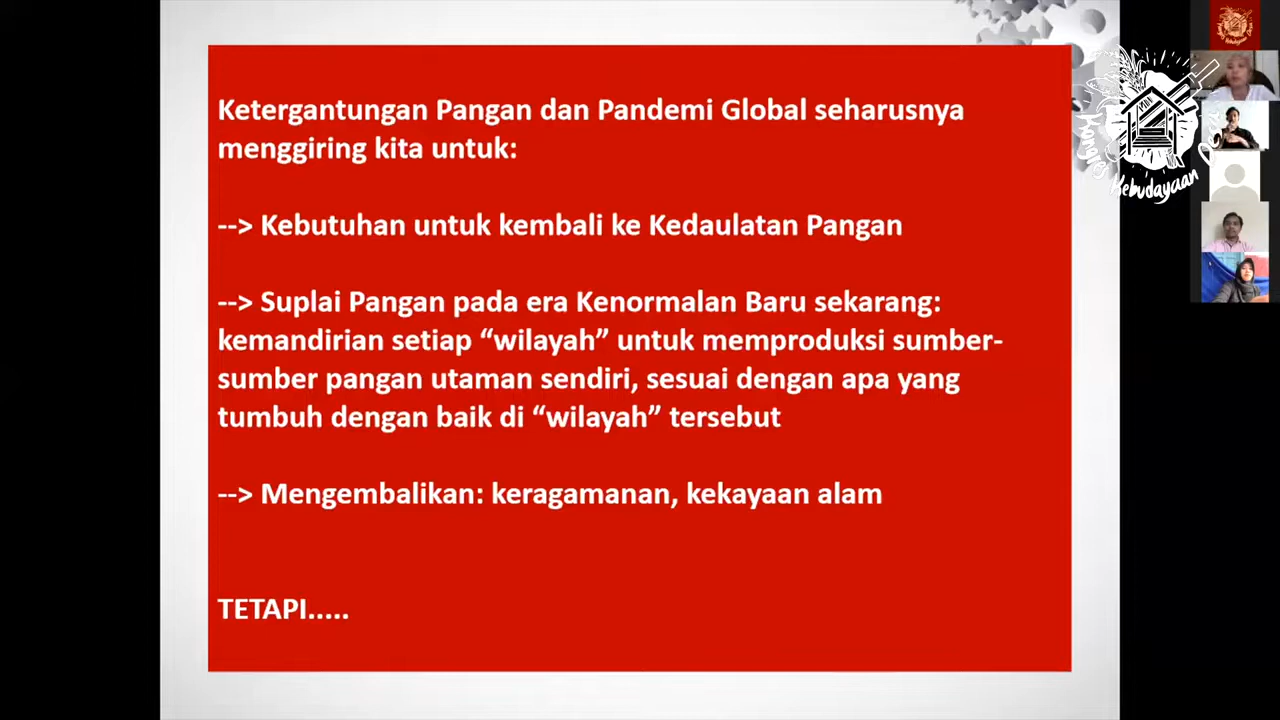 Ketergantungan Pangan dan Pandemi Global seharusnya
menggiring kita untuk:
--> Kebutuhan untuk kembali ke Kedaulatan Pangan
--> Suplai Pangan pada era Kenormalan Baru sekarang:
kemandirian setiap “wilayah” untuk memproduksi sumber-
sumber pangan utaman sendiri, sesuai dengan apa yang
tumbuh dengan baik di “wilayah” tersebut
--> Mengembalikan: keragamanan, kekayaan alam
TETAPI.....
Kebudayaan